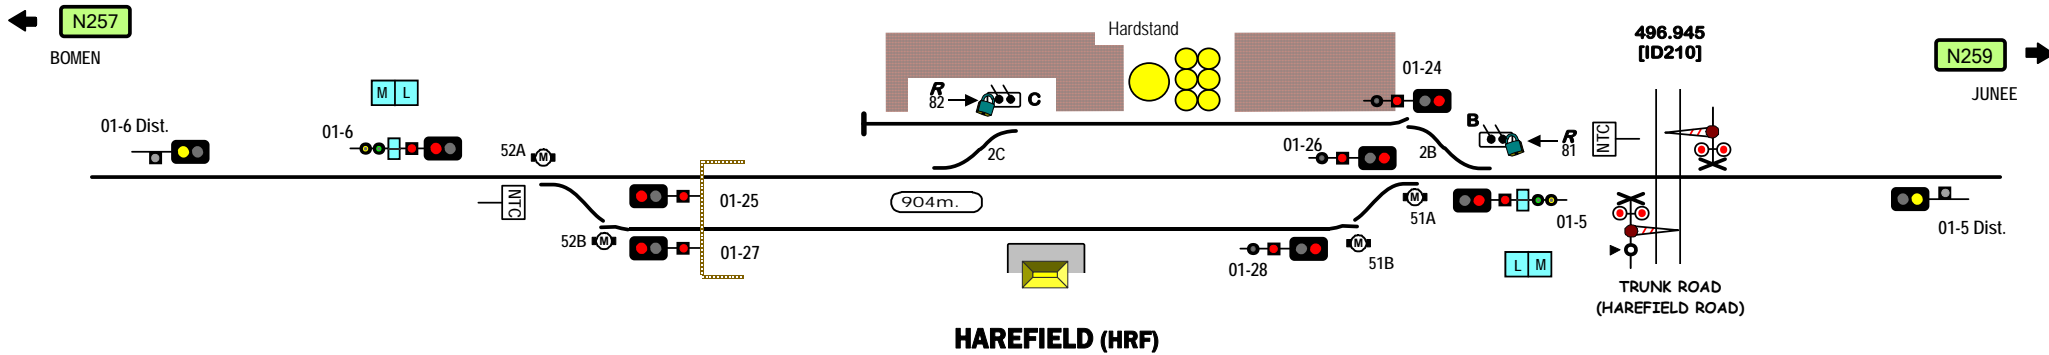 N257
BOMEN
Hardstand
496.945
[ID210]
N259
JUNEE
01-24
M L
R
82
C
01-6 Dist.
01-6
52A
M
B
R
81
NTC
01-26
2B
2C
NTC
01-25
904m.
M
51A
01-5
01-5 Dist.
52B
M
01-27
01-28
M
51B
L M
TRUNK ROAD
(HAREFIELD ROAD)
HAREFIELD (HRF)